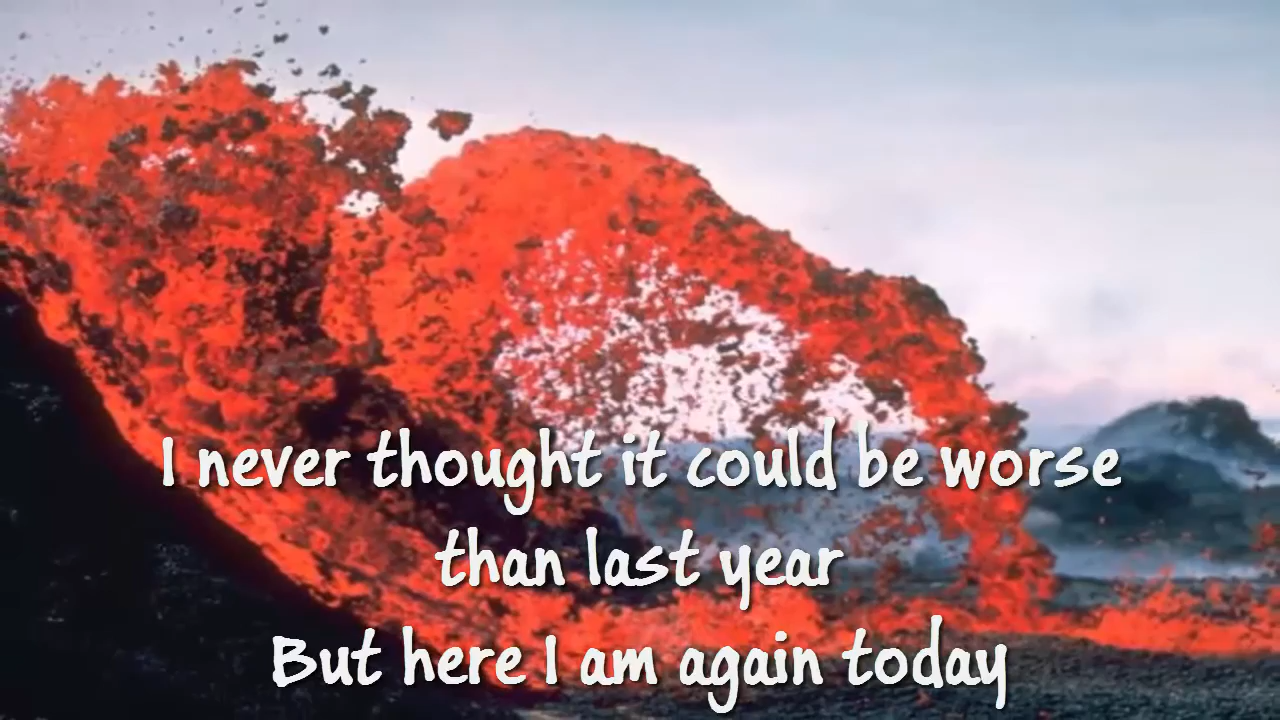 I never thought it could be worse
than last year
But here I am again today